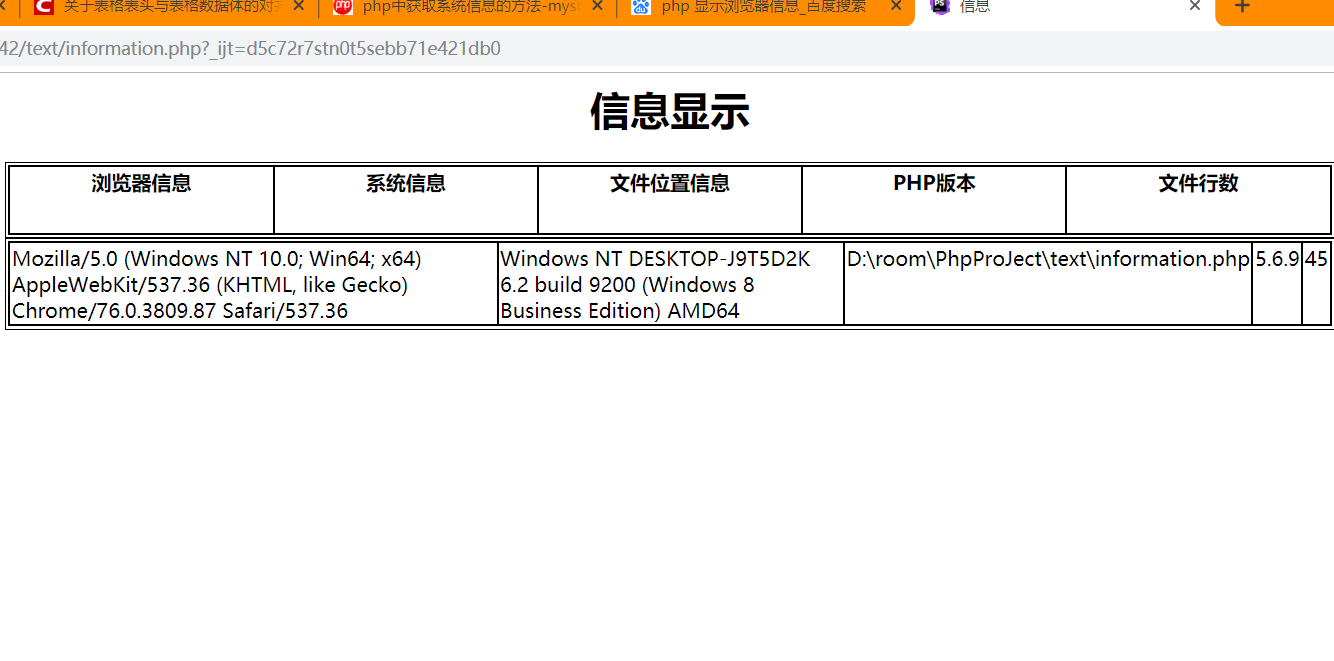 关于表格表头与表格数据体的对齐
php中获取系统信息的方法-mysq
php 显示浏览器信息_百度搜索
信息
42/text/information.php?_ijt=d5c72r7stn0t5sebb71e421db0
信息显示
浏览器信息 系统信息 文件位置信息 PHP版本 文件行数
Mozilla/5.0 (Windows NT 10.0; Win64; x64)
AppleWebKit/537.36 (KHTML, like Gecko)
Chrome/76.0.3809.87 Safari/537.36
Windows NT DESKTOP-J9T5D2K
6.2 build 9200 (Windows 8
Business Edition) AMD64
D:\room\PhpProJect\text\information.php
5.6.9
45